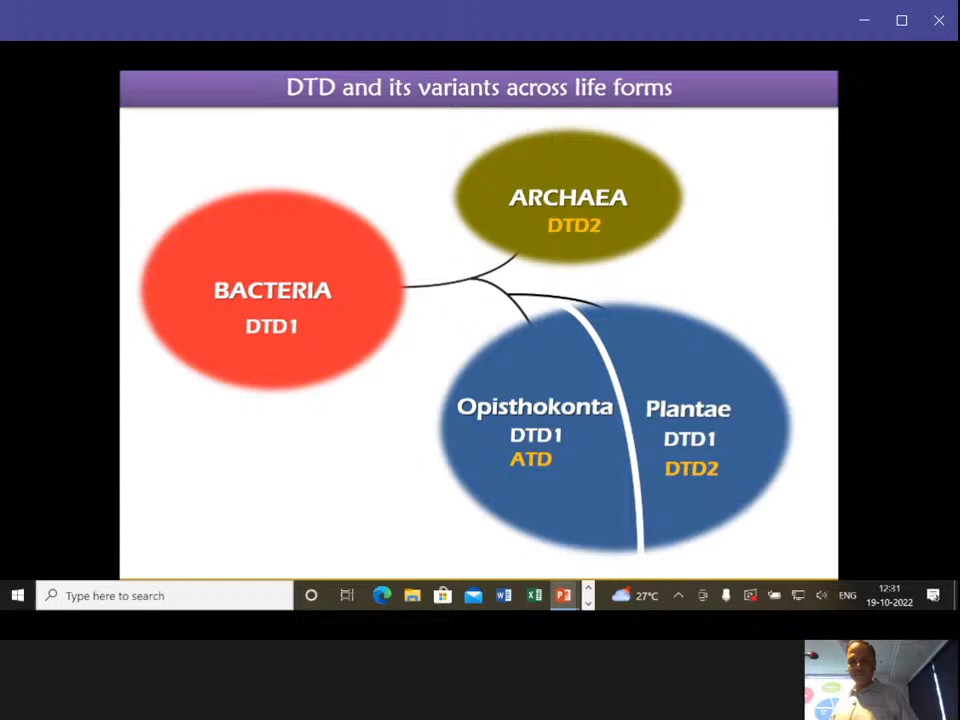 DTD and its variants across life forms
ARCHAEA
DTD2
BACTERIA
DTD1
Opisthokonta
DTD1
ATD
Plantae
DTD1
DTD2
Type here to search
27°C
ENG
12:31
19-10-2022